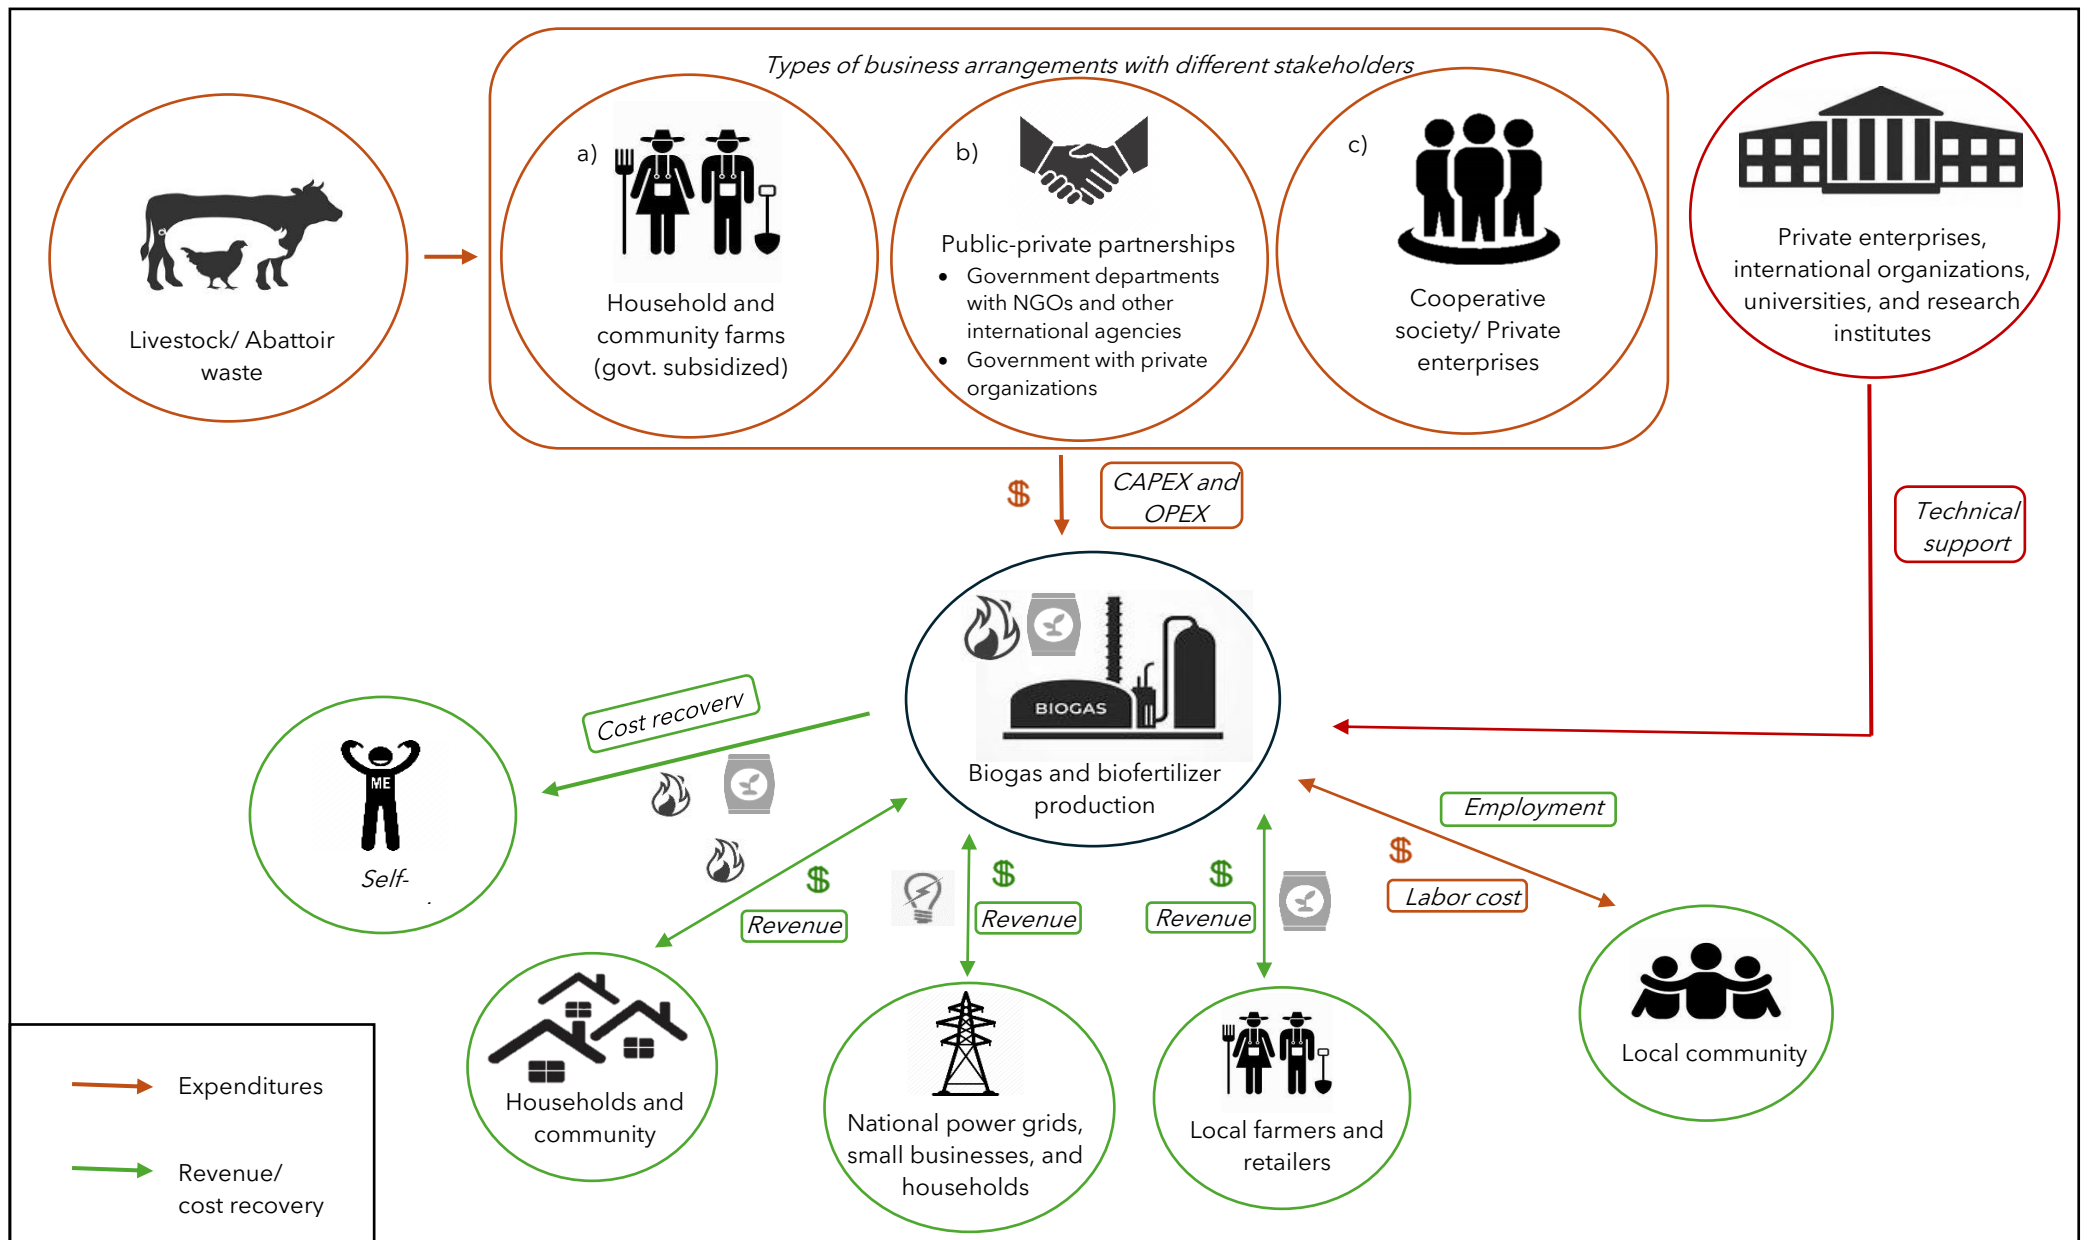 Types of business arrangements with different stakeholders
Livestock/ Abattoir
waste
a)
Household and
community farms
(govt. subsidized)
b)
Public-private partnerships
• Government departments
with NGOs and other
international agencies
• Government with private
organizations
c)
Cooperative
society/ Private
enterprises
Private enterprises,
international organizations,
universities, and research
institutes
$
CAPEX and
OPEX
Technical
support
BIOGAS
Biogas and biofertilizer
production
Cost recovery
ME
Self-
$
Revenue
$
Revenue
$
Revenue
Employment
$
Labor cost
Households and
community
National power grids,
small businesses, and
households
Local farmers and
retailers
Local community
Expenditures
Revenue/
cost recovery